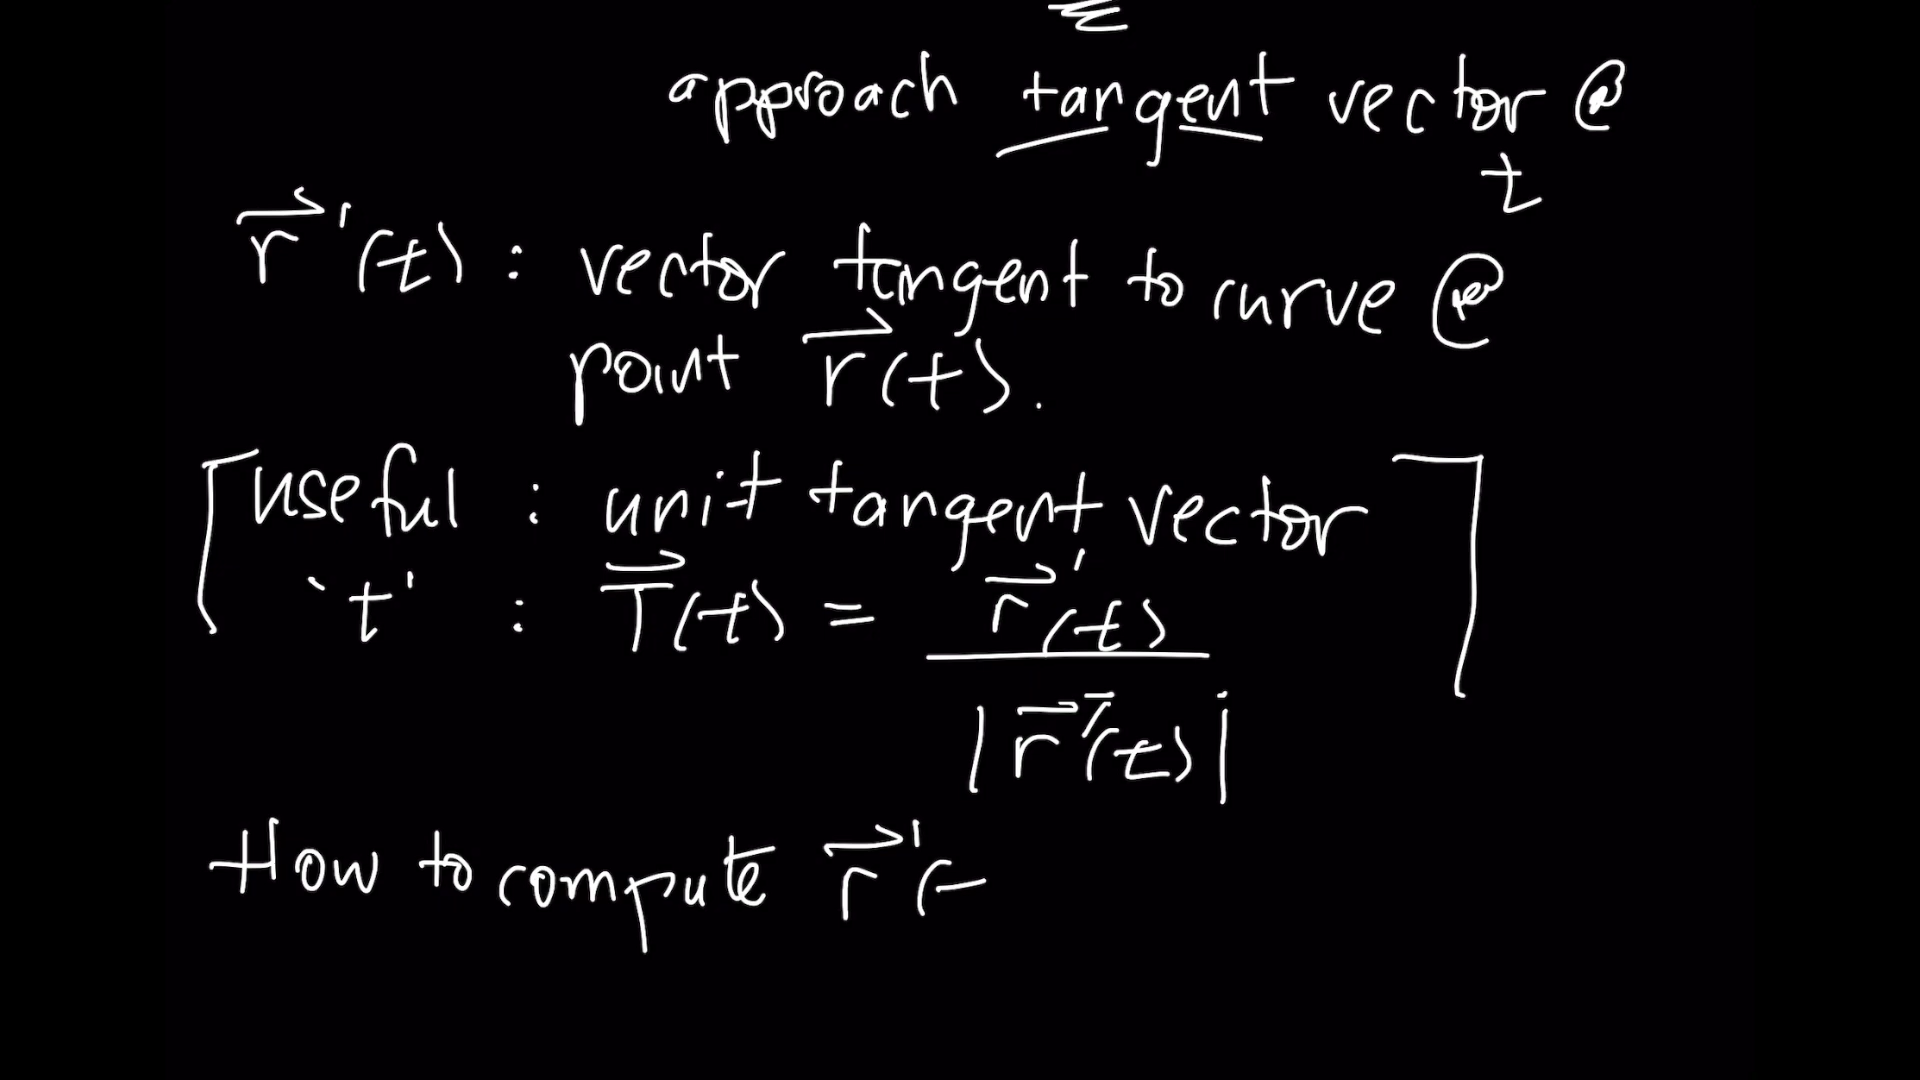 approach tangent vector @
t
r⃗'(t) : vector tangent to curve @
point r⃗(t).
[useful : unit tangent vector]
't' : T⃗(t) = r⃗'(t)
|r⃗'(t)|
How to compute r⃗'(